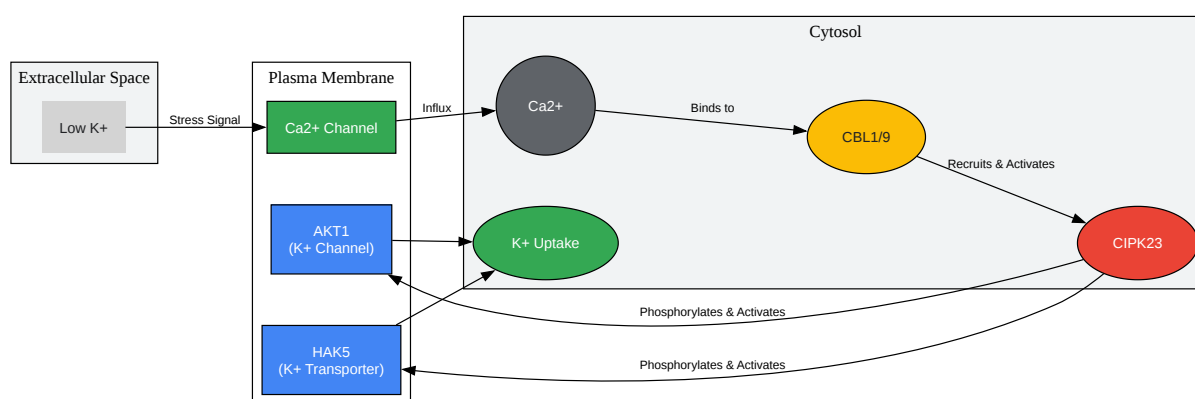 Cytosol
Extracellular Space
Plasma Membrane
Low K+
Stress Signal
Ca2+ Channel
Influx
Ca2+
Binds to
CBL1/9
Recruits & Activates
AKT1
(K+ Channel)
K+ Uptake
CIPK23
Phosphorylates & Activates
HAK5
(K+ Transporter)
Phosphorylates & Activates